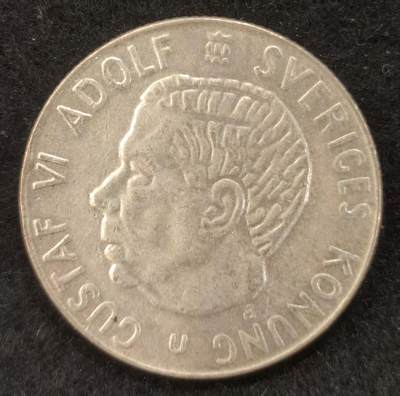 GUSTAF VI ADOLF SVERIGES KONUNG
u